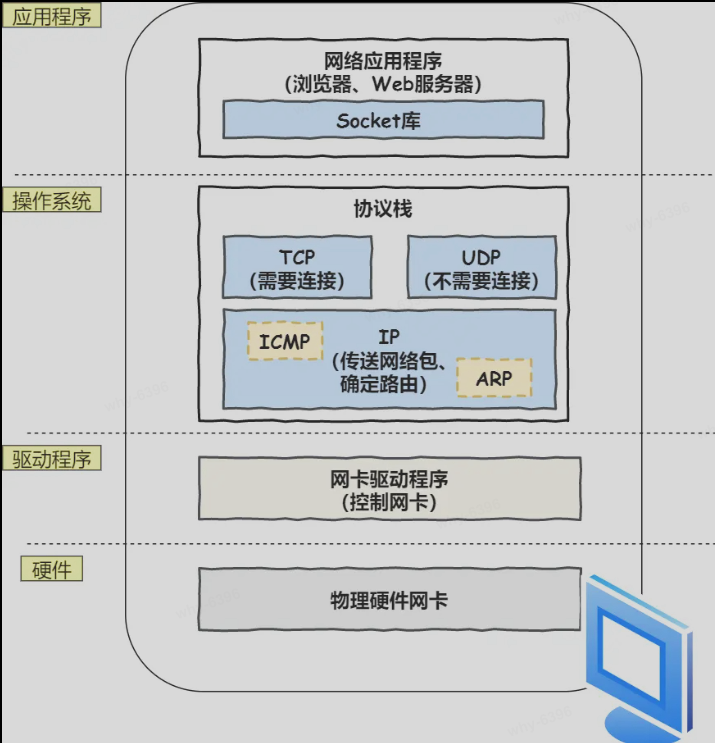 应用程序
网络应用程序
(浏览器、Web服务器)
Socket库
操作系统
协议栈
TCP
(需要连接)
UDP
(不需要连接)
ICMP
IP
(传送网络包、
确定路由)
ARP
驱动程序
网卡驱动程序
(控制网卡)
硬件
物理硬件网卡